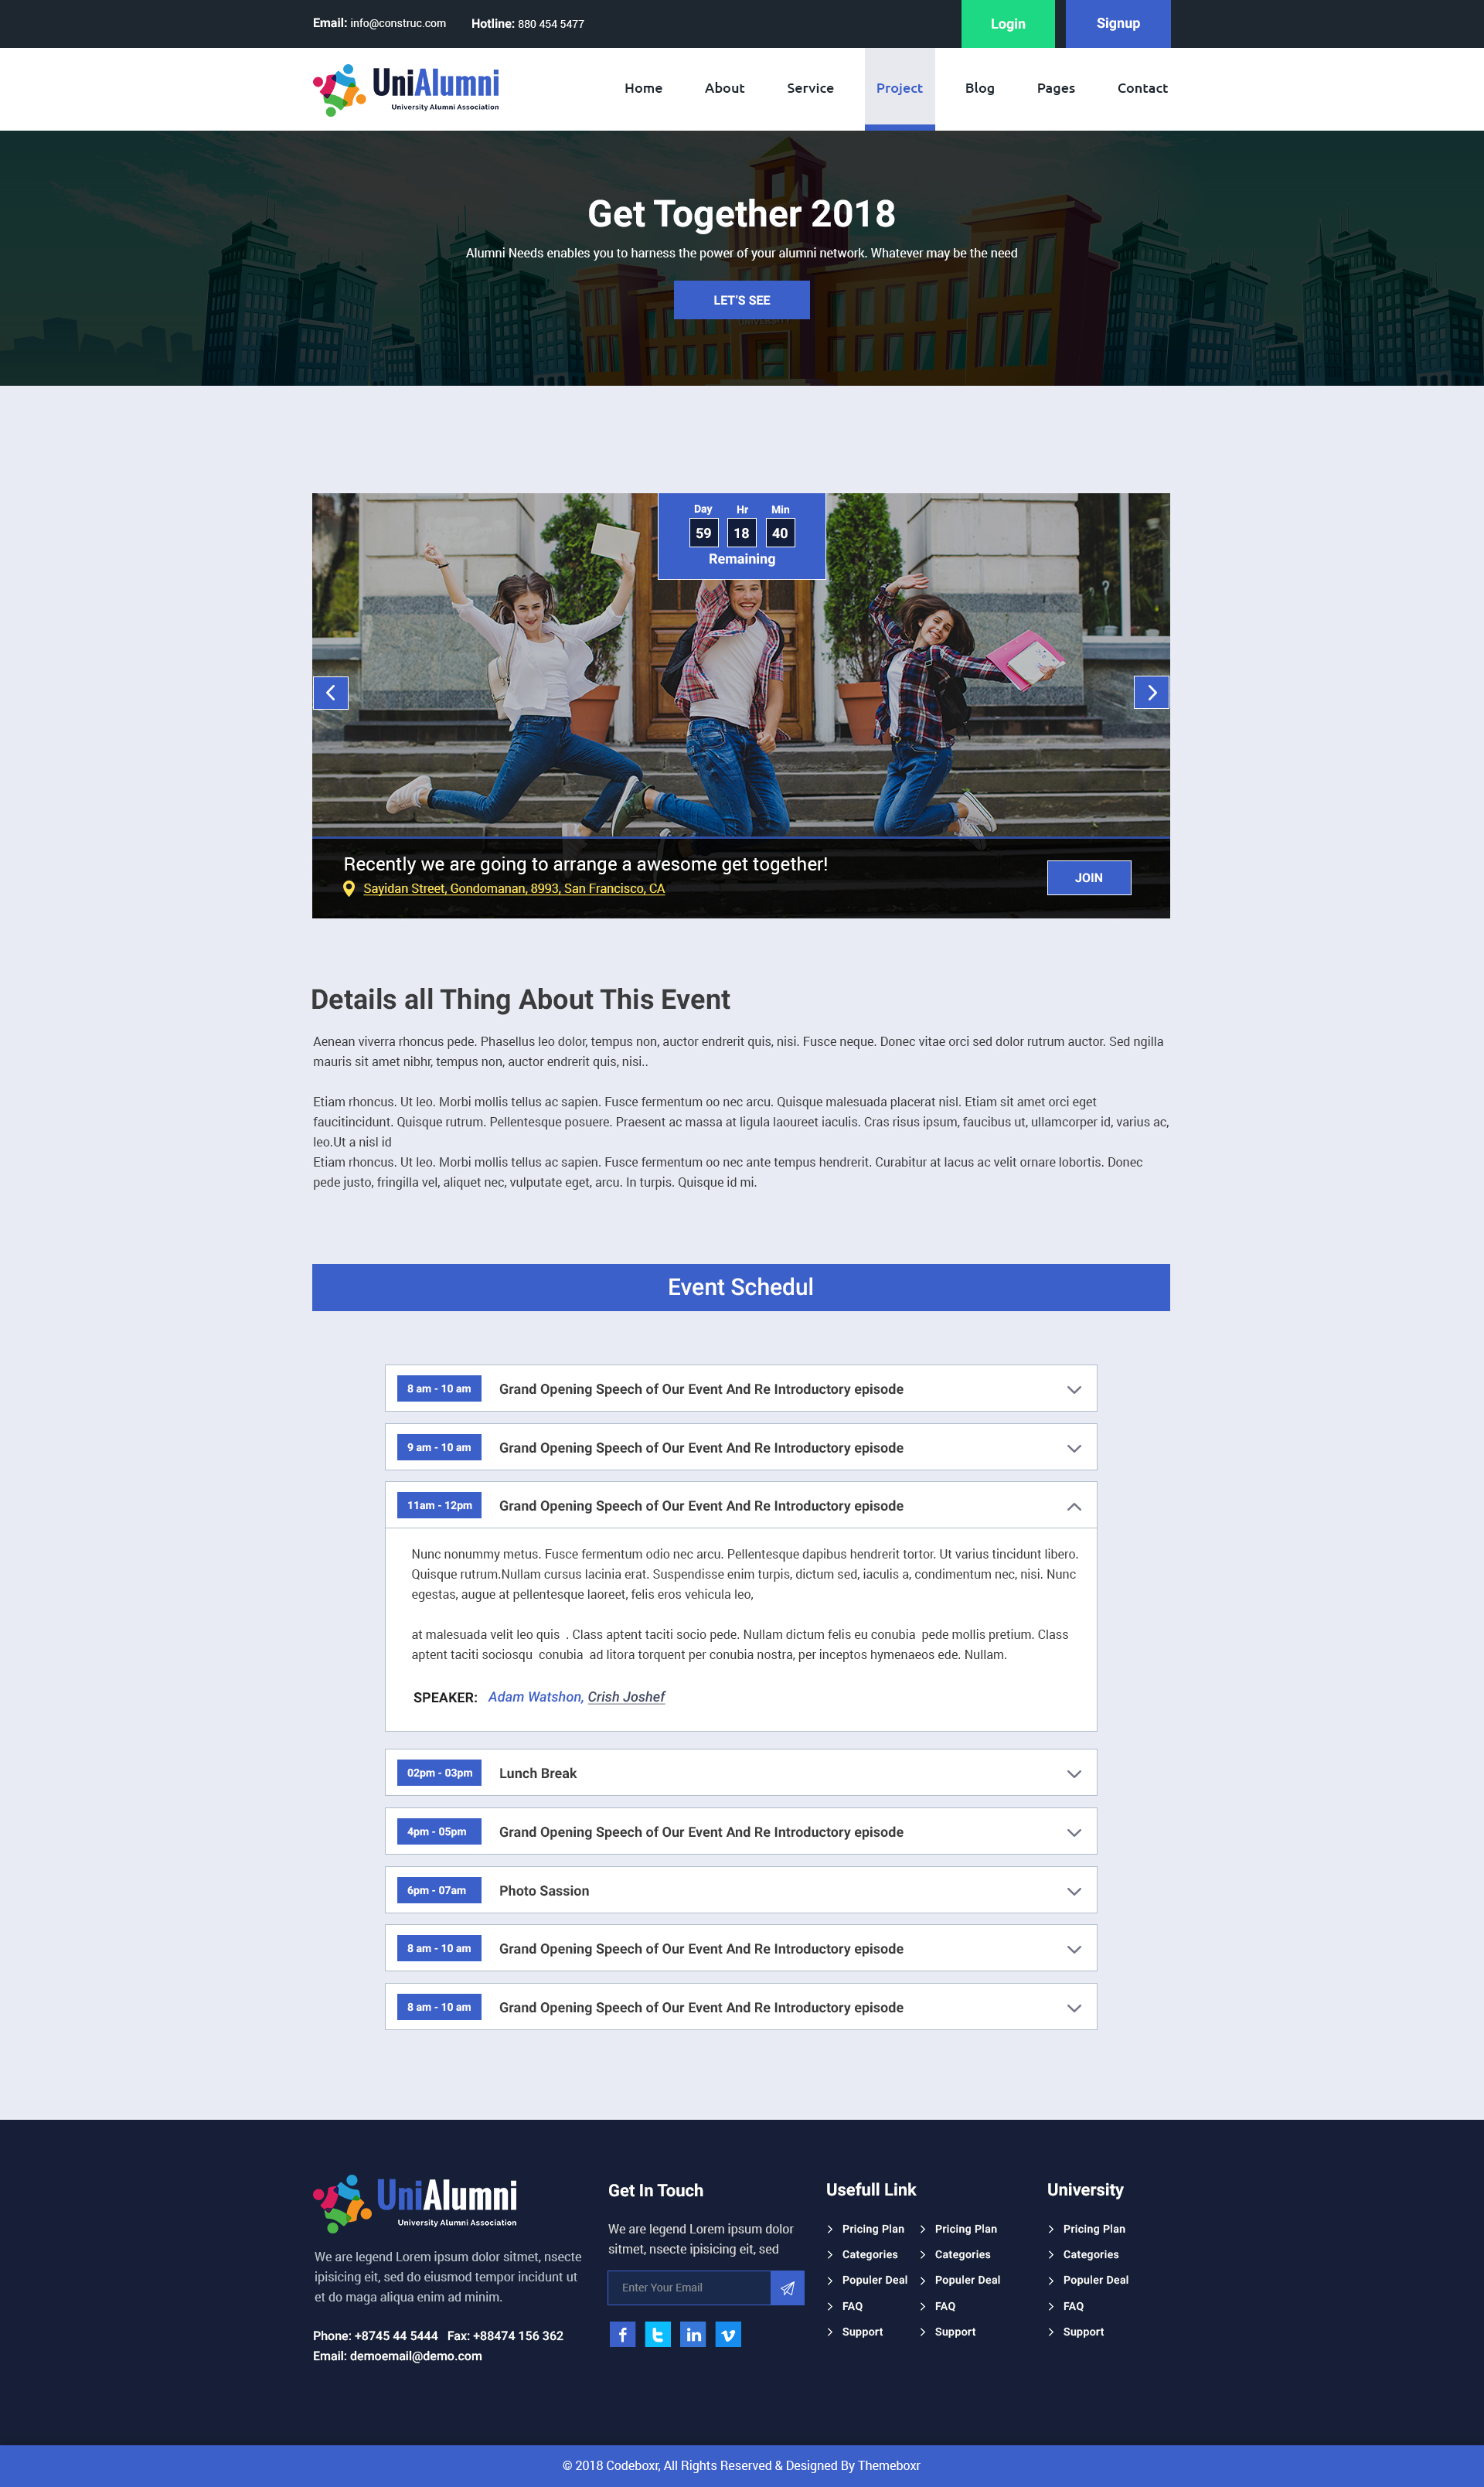 Email: info@construc.com Hotline: 880 454 5477 Login Signup
UniAlumni
University Alumni Association
Home About Service Project Blog Pages Contact
Get Together 2018
Alumni Needs enables you to harness the power of your alumni network. Whatever may be the need
LET'S SEE
UNIVERSITY
Day Hr Min
59 18 40
Remaining
Recently we are going to arrange a awesome get together!
Sayidan Street, Gondomanan, 8993, San Francisco, CA
JOIN
Details all Thing About This Event
Aenean viverra rhoncus pede. Phasellus leo dolor, tempus non, auctor endrerit quis, nisi. Fusce neque. Donec vitae orci sed dolor rutrum auctor. Sed ngilla
mauris sit amet nibhr, tempus non, auctor endrerit quis, nisi..
Etiam rhoncus. Ut leo. Morbi mollis tellus ac sapien. Fusce fermentum oo nec arcu. Quisque malesuada placerat nisl. Etiam sit amet orci eget
faucitincidunt. Quisque rutrum. Pellentesque posuere. Praesent ac massa at ligula laoureet iaculis. Cras risus ipsum, faucibus ut, ullamcorper id, varius ac,
leo.Ut a nisl id
Etiam rhoncus. Ut leo. Morbi mollis tellus ac sapien. Fusce fermentum oo nec ante tempus hendrerit. Curabitur at lacus ac velit ornare lobortis. Donec
pede justo, fringilla vel, aliquet nec, vulputate eget, arcu. In turpis. Quisque id mi.
Event Schedul
8 am - 10 am Grand Opening Speech of Our Event And Re Introductory episode
9 am - 10 am Grand Opening Speech of Our Event And Re Introductory episode
11am - 12pm Grand Opening Speech of Our Event And Re Introductory episode
Nunc nonummy metus. Fusce fermentum odio nec arcu. Pellentesque dapibus hendrerit tortor. Ut varius tincidunt libero.
Quisque rutrum.Nullam cursus lacinia erat. Suspendisse enim turpis, dictum sed, iaculis a, condimentum nec, nisi. Nunc
egestas, augue at pellentesque laoreet, felis eros vehicula leo,
at malesuada velit leo quis . Class aptent taciti socio pede. Nullam dictum felis eu conubia pede mollis pretium. Class
aptent taciti sociosqu conubia ad litora torquent per conubia nostra, per inceptos hymenaeos ede. Nullam.
SPEAKER: Adam Watshon, Crish Joshef
02pm - 03pm Lunch Break
4pm - 05pm Grand Opening Speech of Our Event And Re Introductory episode
6pm - 07am Photo Sassion
8 am - 10 am Grand Opening Speech of Our Event And Re Introductory episode
8 am - 10 am Grand Opening Speech of Our Event And Re Introductory episode
UniAlumni
University Alumni Association
We are legend Lorem ipsum dolor sitmet, nsecte
ipisicing eit, sed do eiusmod tempor incidunt ut
et do maga aliqua enim ad minim.
Phone: +8745 44 5444 Fax: +88474 156 362
Email: demoemail@demo.com
Get In Touch
We are legend Lorem ipsum dolor
sitmet, nsecte ipisicing eit, sed
Enter Your Email
Usefull Link
Pricing Plan Pricing Plan
Categories Categories
Populer Deal Populer Deal
FAQ FAQ
Support Support
University
Pricing Plan
Categories
Populer Deal
FAQ
Support
© 2018 Codeboxr, All Rights Reserved & Designed By Themeboxr